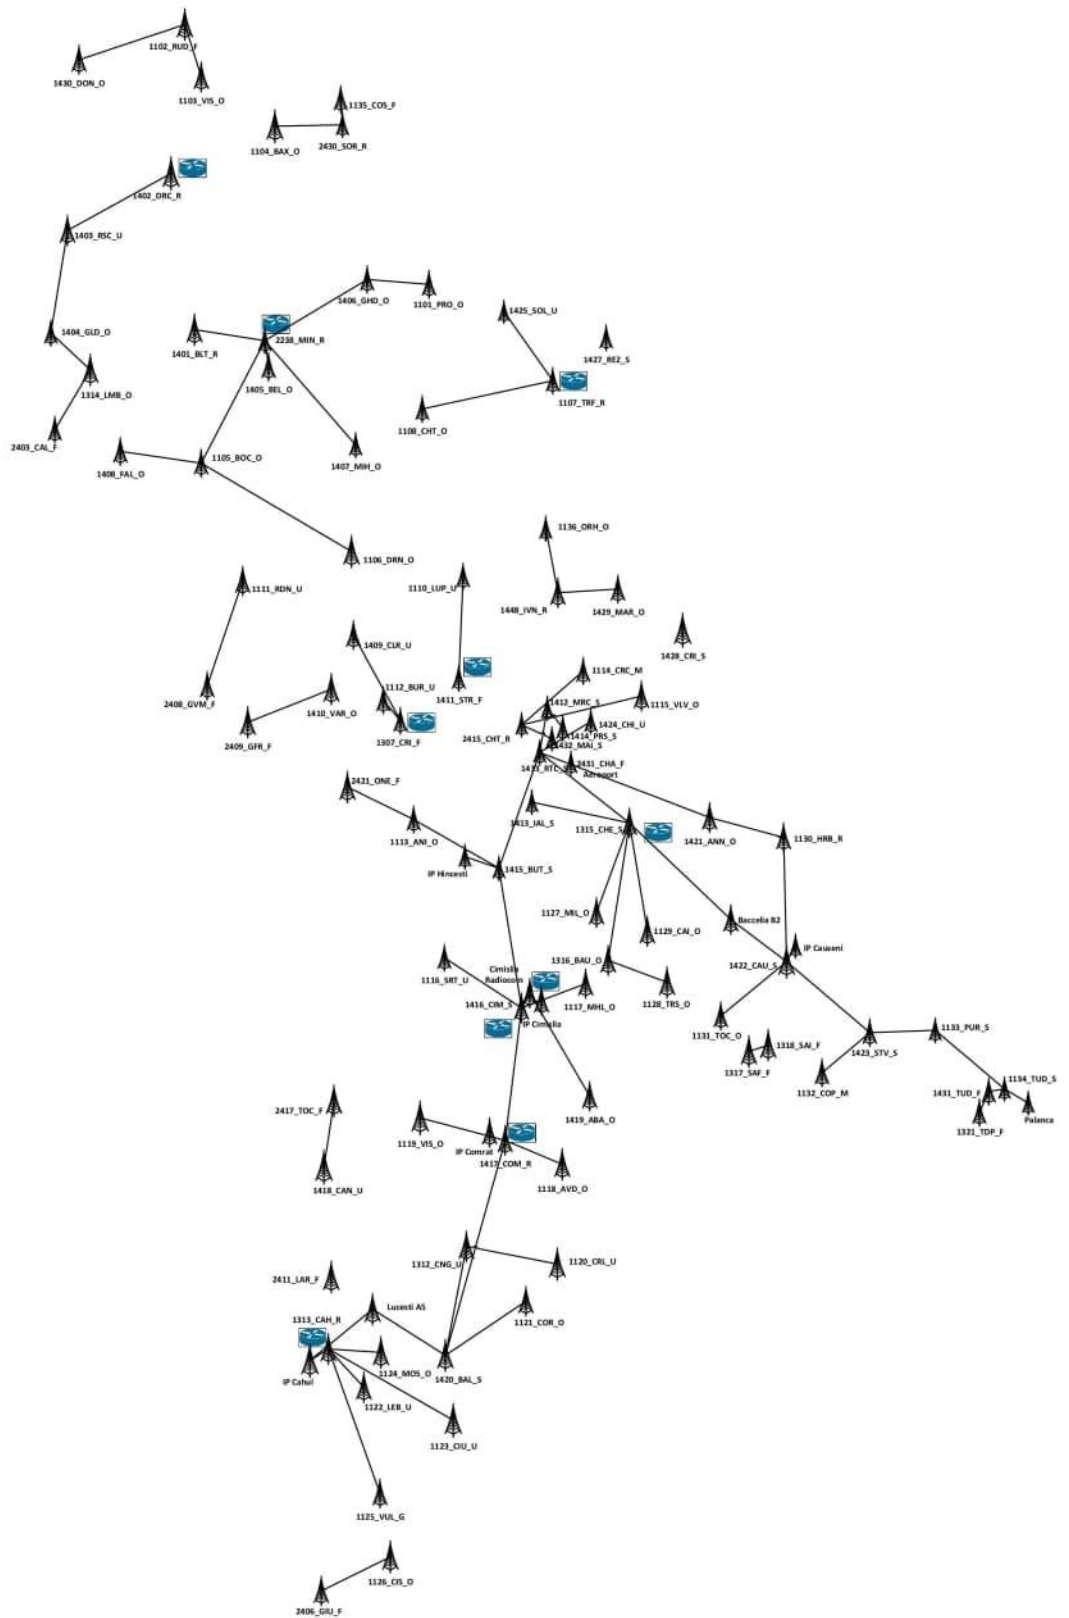 1102_RUD_F
1430_DON_O
1103_VIS_O
1135_COS_F
1104_BAX_O
2430_SOR_R
1402_DRC_R
1403_RSC_U
1406_GHD_O
1101_PRO_O
1425_SOL_U
1404_GLD_O
1401_BLT_R
2238_MIN_R
1427_REZ_S
1405_BEL_O
1314_LMB_O
1107_TRF_R
1108_CHT_O
2403_CAL_F
1105_BOC_O
1407_MIH_O
1408_FAL_O
1136_ORH_O
1106_DRN_O
1111_RDN_U
1110_LUP_U
1448_IVN_R
1429_MAR_O
1409_CLR_U
1428_CRI_S
1114_CRC_M
1112_BUR_U
1411_STR_F
1412_MRC_S
1115_VLV_O
2408_GVM_F
1410_VAR_O
1424_CHI_U
2409_GFR_F
1307_CRI_F
2415_CHT_R
1414_PRS_S
1432_MAI_S
2431_CHA_F
Aeroport
2421_ONE_F
1413_IAL_S
1315_CHE_S
1113_ANI_O
1421_ANN_O
1130_HRB_R
IP Hincesti
1415_BUT_S
1127_MIL_O
Baccelia B2
1129_CAI_O
IP Causeni
1316_BAU_O
1422_CAU_S
Cimislia
Radiocom
1116_SRT_U
1416_CIM_S
1117_MHL_O
1128_TRS_O
IP Cimislia
1131_TOC_O
1133_PUR_S
1318_SAI_F
1317_SAF_F
1423_STV_S
1132_COP_M
1134_TUD_S
1431_TUD_F
2417_TOC_F
1419_ABA_O
Palanca
1321_TDP_F
1119_VIS_O
IP Comrat
1417_COM_R
1418_CAN_U
1118_AVD_O
1312_CNG_U
1120_CRL_U
2411_LAR_F
Lucesti A5
1313_CAH_R
1121_COR_O
1124_MOS_O
IP Cahul
1420_BAL_S
1122_LEB_U
1123_CIU_U
1125_VUL_G
1126_CIS_O
2406_GIU_F